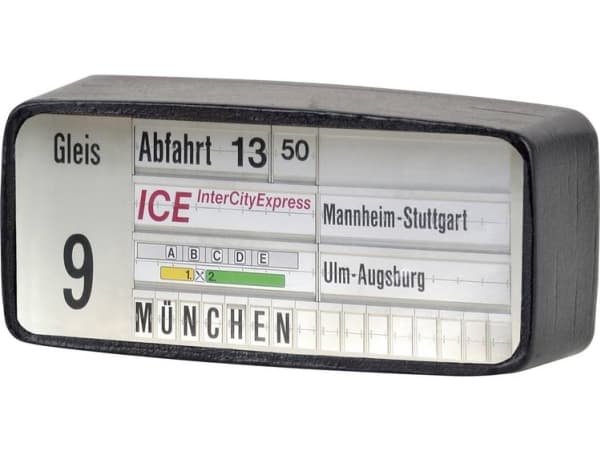 Gleis
9
Abfahrt 13 50
ICE InterCityExpress
Mannheim-Stuttgart
A B C D E
1. 2.
Ulm-Augsburg
MÜNCHEN